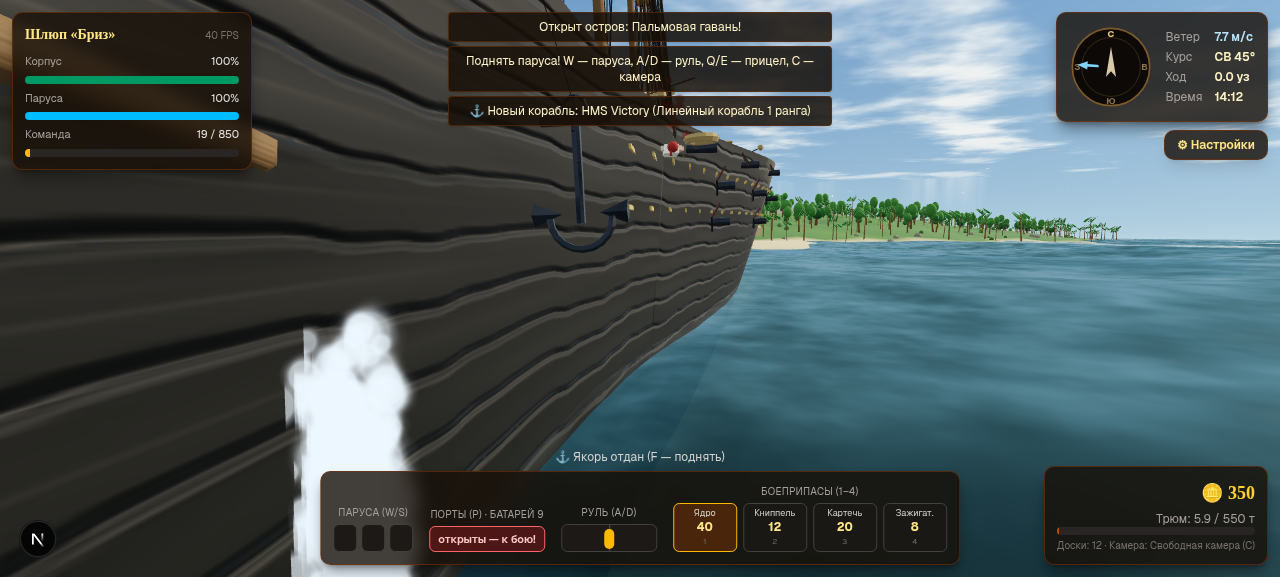 Шлюп «Бриз»
40 FPS
Корпус
100%
Паруса
100%
Команда
19 / 850
Открыт остров: Пальмовая гавань!
Поднять паруса! W — паруса, A/D — руль, Q/E — прицел, C —
камера
⚓ Новый корабль: HMS Victory (Линейный корабль 1 ранга)
С
З
В
Ю
Ветер 7.7 м/с
Курс СВ 45°
Ход 0.0 уз
Время 14:12
⚙ Настройки
⚓ Якорь отдан (F — поднять)
ПАРУСА (W/S)
ПОРТЫ (P) · БАТАРЕЙ 9
открыты — к бою!
РУЛЬ (A/D)
БОЕПРИПАСЫ (1–4)
Ядро
40
1
Книппель
12
2
Картечь
20
3
Зажигат.
8
4
🪙 350
Трюм: 5.9 / 550 т
Доски: 12 · Камера: Свободная камера (C)
N